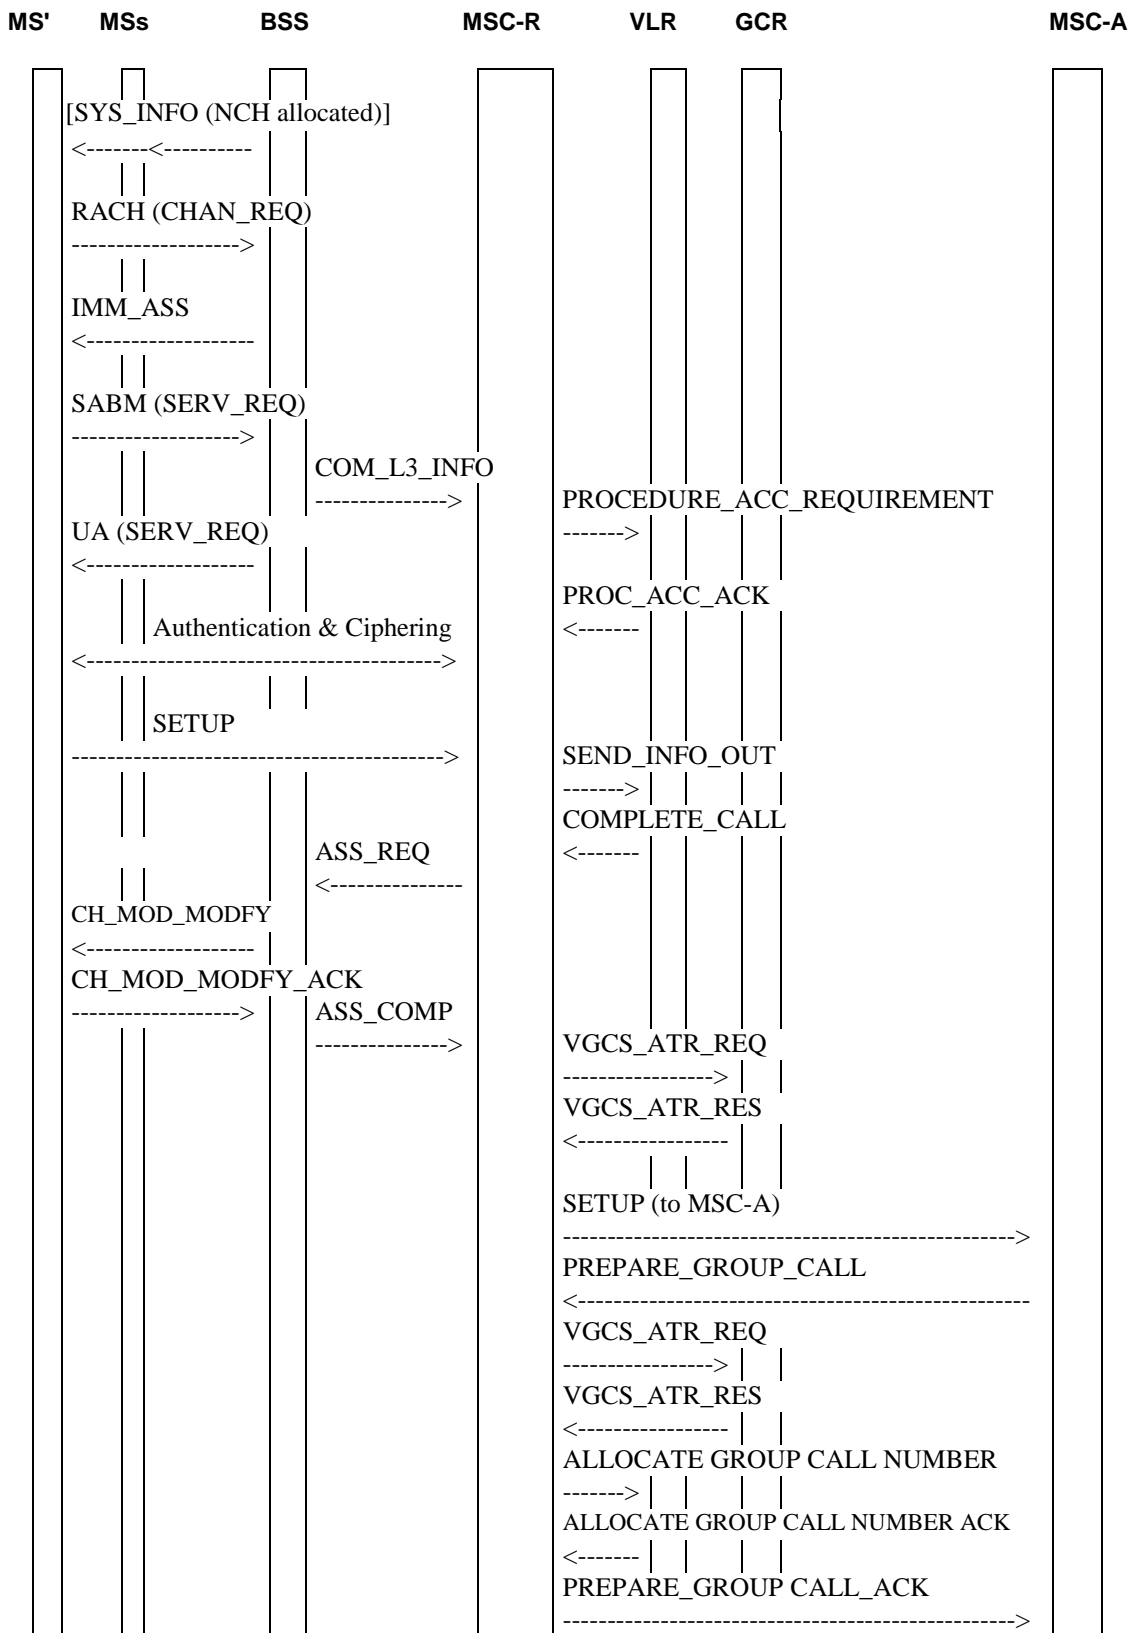 MS' MSs BSS MSC-R VLR GCR MSC-A
[SYS_INFO (NCH allocated)]
<-------<----------
RACH (CHAN_REQ)
------------------->
IMM_ASS
<-------------------
SABM (SERV_REQ)
------------------->
COM_L3_INFO
---------------> PROCEDURE_ACC_REQUIREMENT
UA (SERV_REQ) ------->
<-------------------
PROC_ACC_ACK
Authentication & Ciphering <-------
<---------------------------------------->
SETUP
------------------------------------------> SEND_INFO_OUT
------->
COMPLETE_CALL
ASS_REQ <-------
<---------------
CH_MOD_MODFY
<-------------------
CH_MOD_MODFY_ACK
-------------------> ASS_COMP
---------------> VGCS_ATR_REQ
----------------->
VGCS_ATR_RES
<-----------------
SETUP (to MSC-A)
--------------------------------------------------->
PREPARE_GROUP_CALL
<---------------------------------------------------
VGCS_ATR_REQ
----------------->
VGCS_ATR_RES
<-----------------
ALLOCATE GROUP CALL NUMBER
------->
ALLOCATE GROUP CALL NUMBER ACK
<-------
PREPARE_GROUP CALL_ACK
--------------------------------------------------->